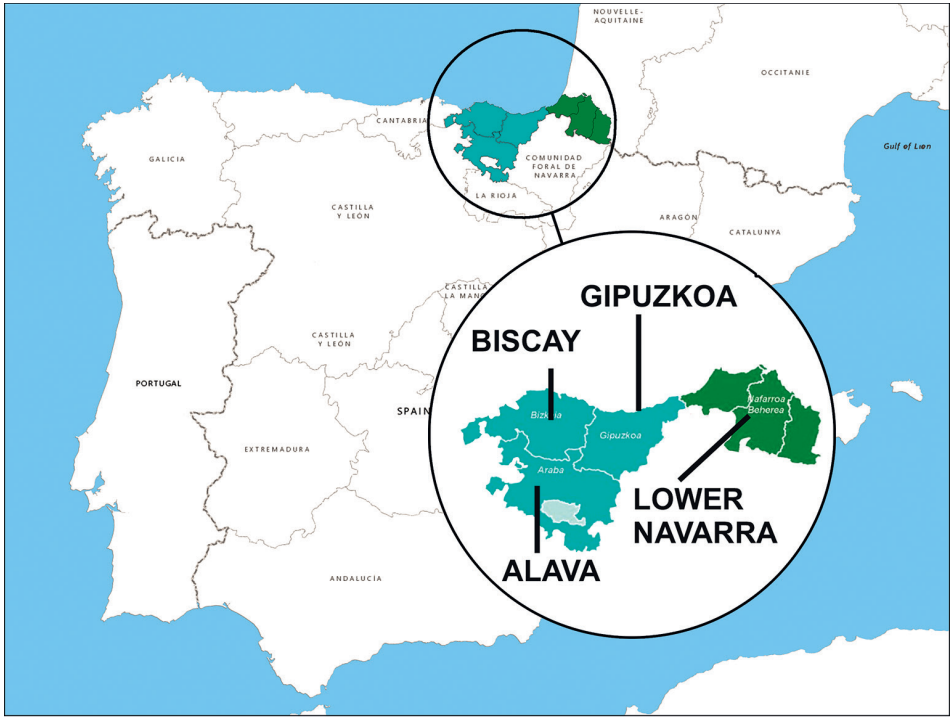 NOUVELLE-
AQUITAINE
OCCITANIE
Gulf of Lion
CANTABRIA
GALICIA
COMUNIDAD
FORAL DE
NAVARRA
LA RIOJA
CASTILLA
Y LEÓN
ARAGÓN
CATALUNYA
CASTILLA
LA MANC
CASTILLA
Y LEÓN
PORTUGAL
SPAIN
EXTREMADURA
ANDALUCÍA
GIPUZKOA
BISCAY
Nafarroa
Beherea
Bizkaia
Gipuzkoa
Araba
LOWER
NAVARRA
ALAVA